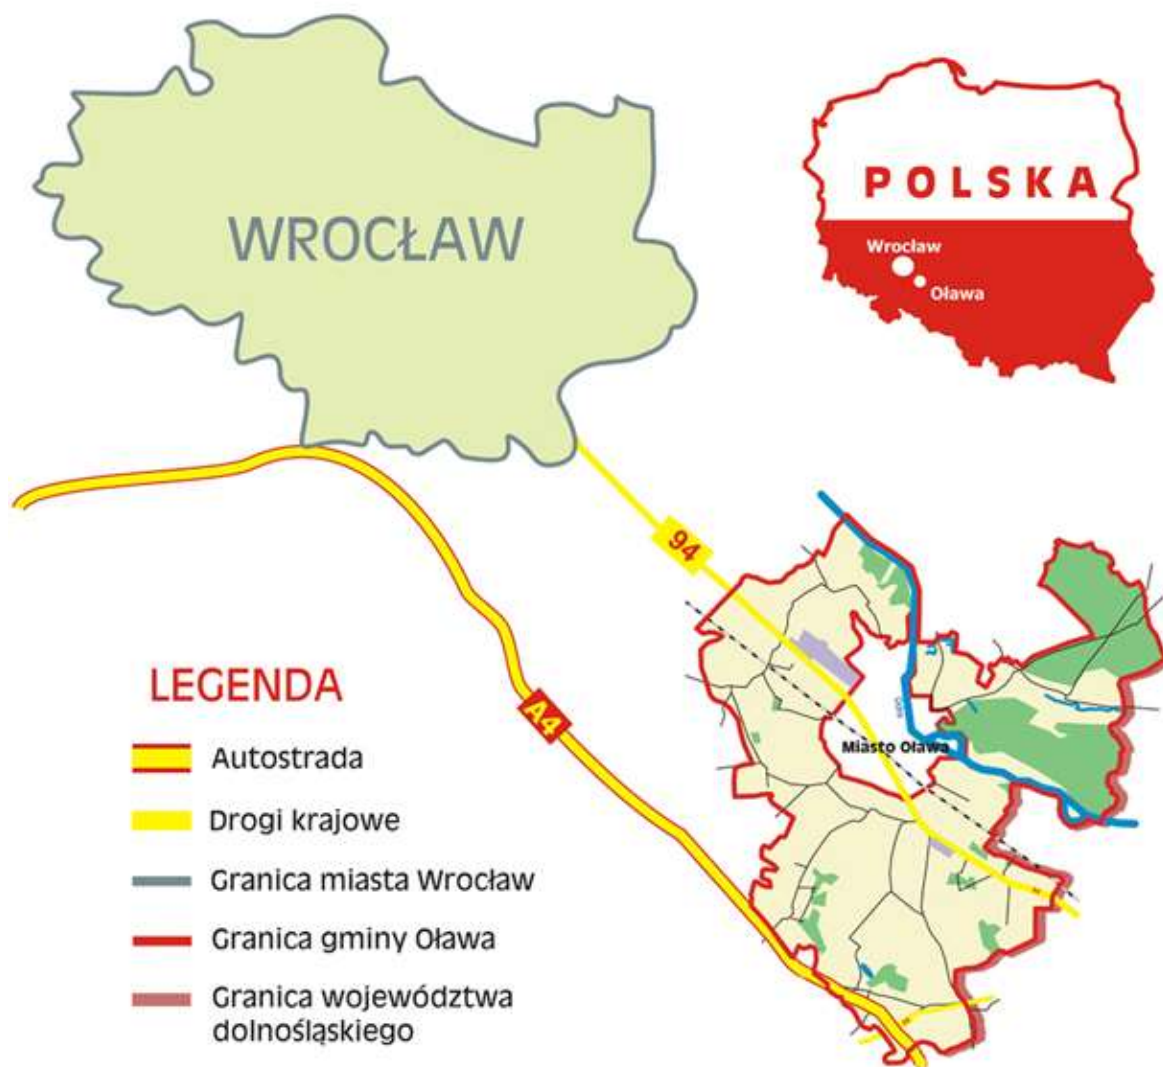 WROCŁAW
POLSKA
Wrocław
Oława
94
A4
Miasto Oława
LEGENDA
Autostrada
Drogi krajowe
Granica miasta Wrocław
Granica gminy Oława
Granica województwa
dolnośląskiego